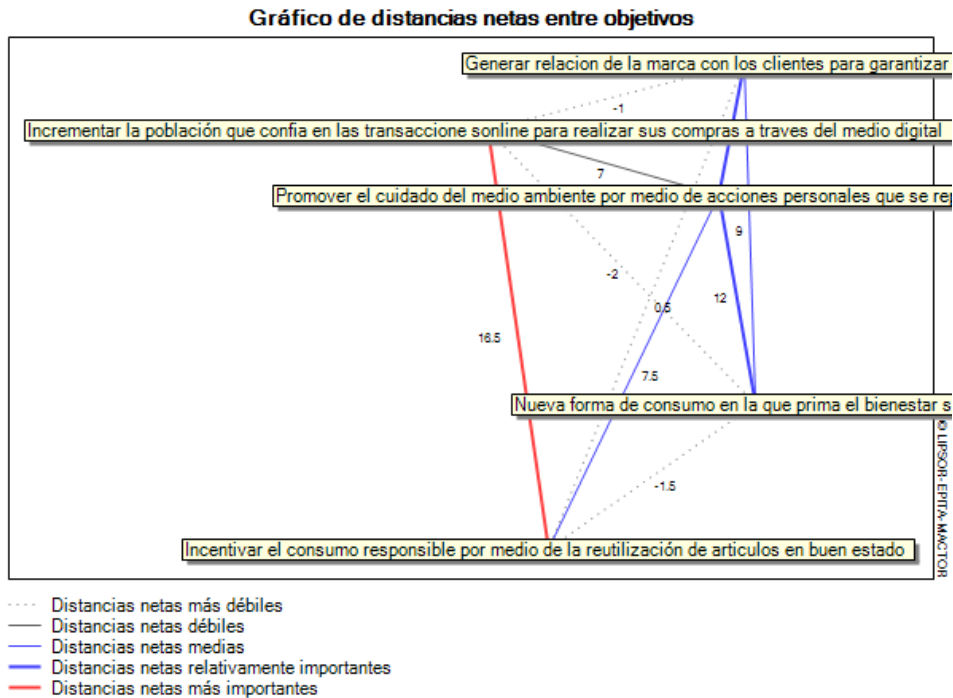 Gráfico de distancias netas entre objetivos
Generar relacion de la marca con los clientes para garantizar
-1
Incrementar la población que confia en las transaccione sonline para realizar sus compras a traves del medio digital
7
Promover el cuidado del medio ambiente por medio de acciones personales que se rep
9
-2
12
0.5
16.5
7.5
Nueva forma de consumo en la que prima el bienestar s
-1.5
Incentivar el consumo responsible por medio de la reutilización de articulos en buen estado
© LIPSOR-EPITA-MACTOR
Distancias netas más débiles
Distancias netas débiles
Distancias netas medias
Distancias netas relativamente importantes
Distancias netas más importantes